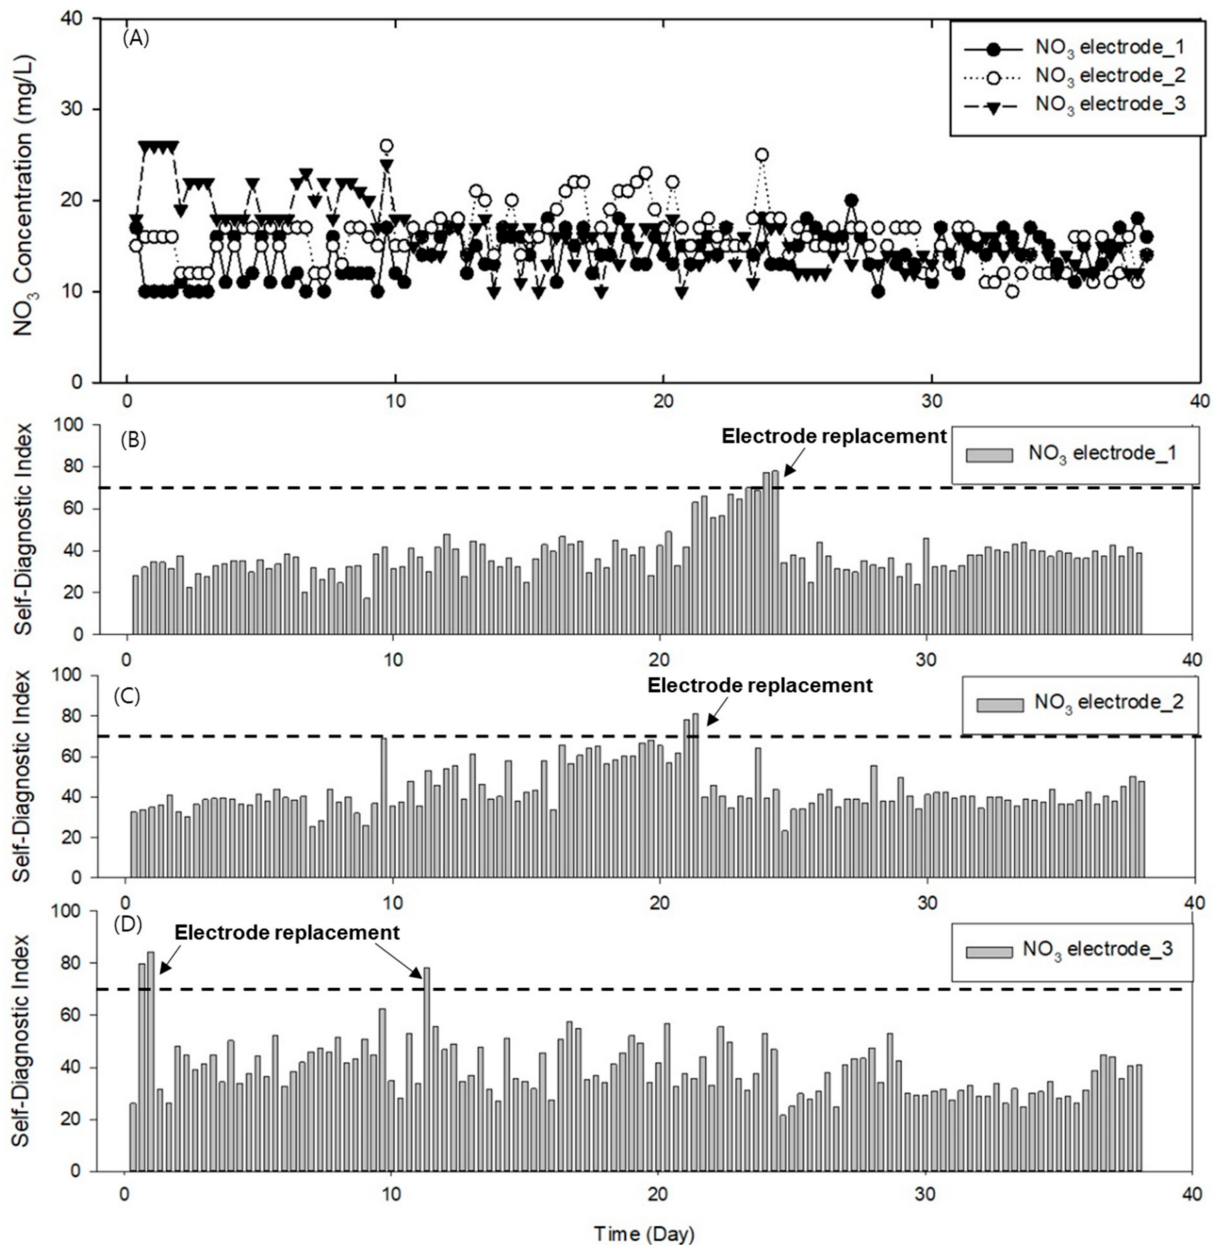 (A)
NO3 Concentration (mg/L)
40
30
20
10
0
NO3 electrode_1
NO3 electrode_2
NO3 electrode_3
0 10 20 30 40
(B)
Self-Diagnostic Index
100
80
60
40
20
0
Electrode replacement
NO3 electrode_1
0 10 20 30 40
(C)
Self-Diagnostic Index
100
80
60
40
20
0
Electrode replacement
NO3 electrode_2
0 10 20 30 40
(D)
Self-Diagnostic Index
100
80
60
40
20
0
Electrode replacement
NO3 electrode_3
0 10 20 30 40
Time (Day)